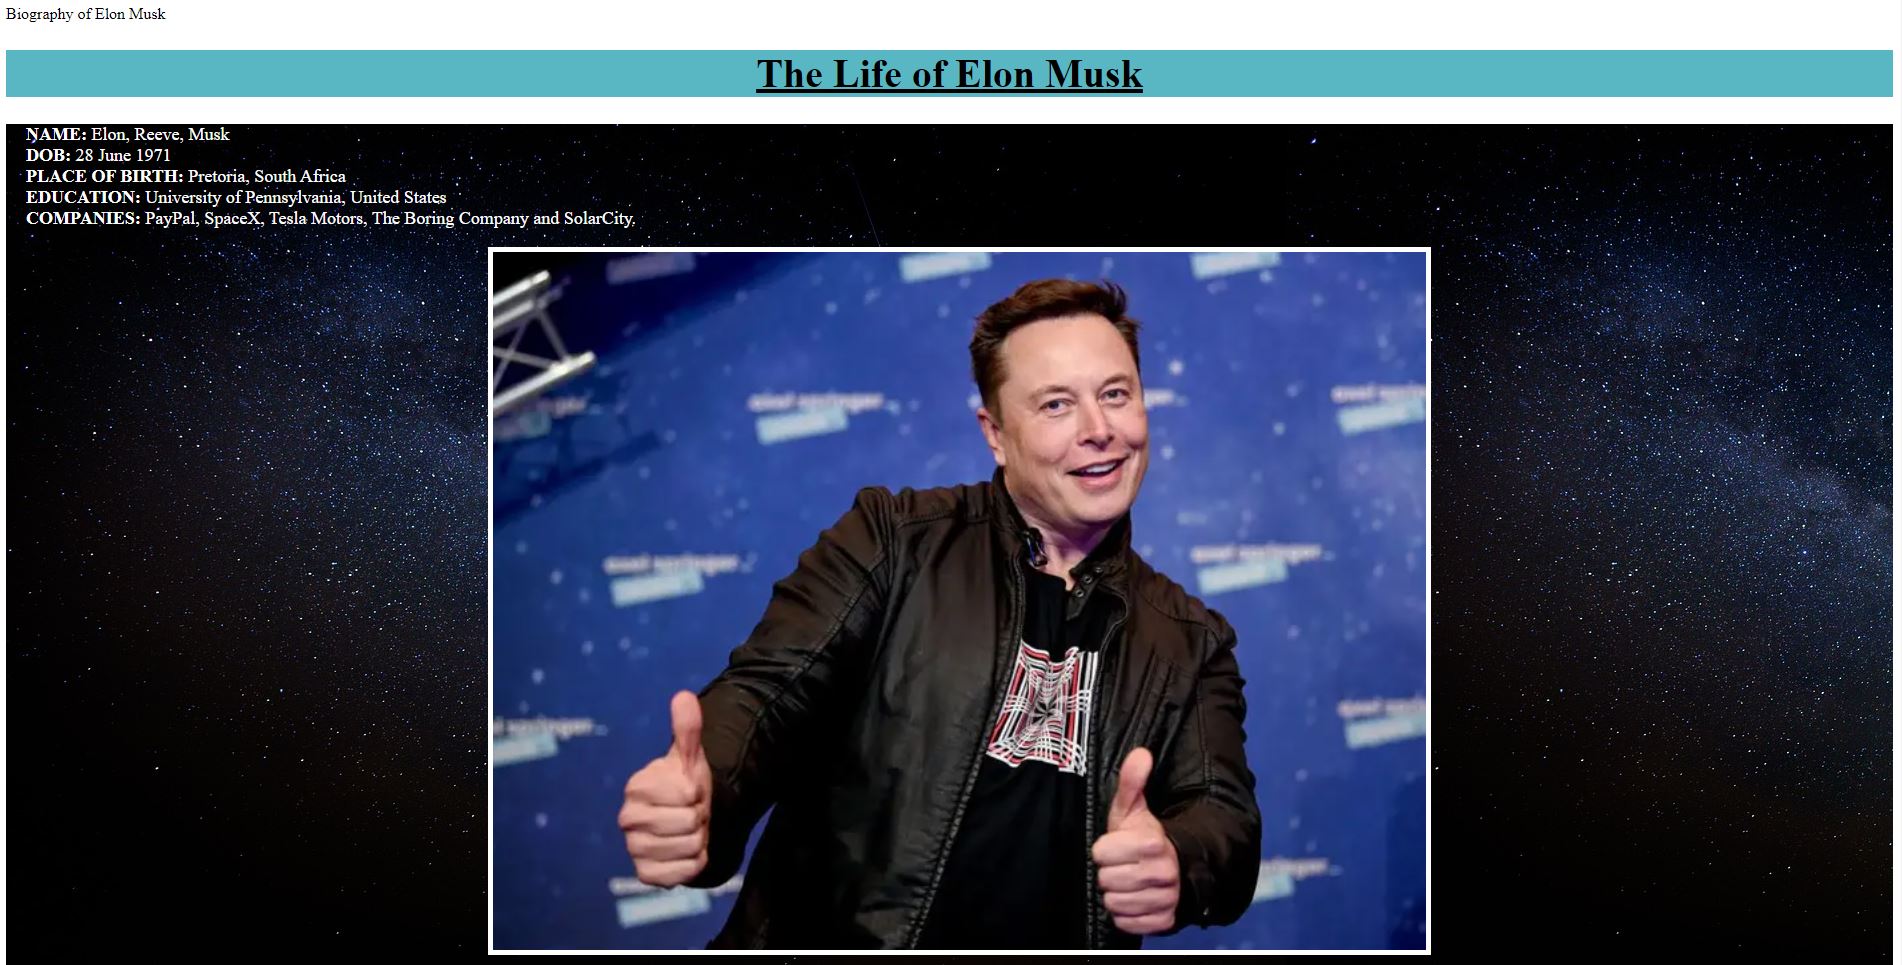 Biography of Elon Musk
The Life of Elon Musk
NAME: Elon, Reeve, Musk
DOB: 28 June 1971
PLACE OF BIRTH: Pretoria, South Africa
EDUCATION: University of Pennsylvania, United States
COMPANIES: PayPal, SpaceX, Tesla Motors, The Boring Company and SolarCity.